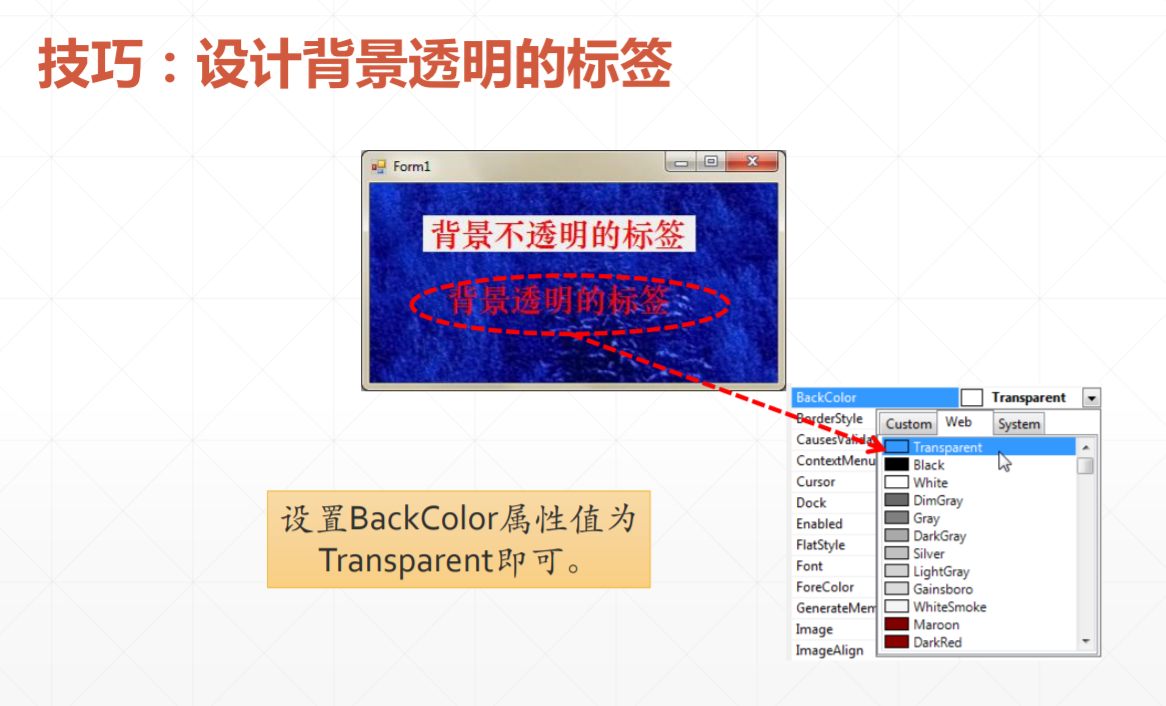 技巧：设计背景透明的标签
Form1
背景不透明的标签
背景透明的标签
BackColor
Transparent
BorderStyle
Custom
Web
System
CausesValida
Transparent
ContextMenu
Black
Cursor
White
Dock
DimGray
Enabled
Gray
FlatStyle
DarkGray
Silver
Font
LightGray
ForeColor
Gainsboro
GenerateMem
WhiteSmoke
Image
Maroon
ImageAlign
DarkRed
设置BackColor属性值为
Transparent即可。